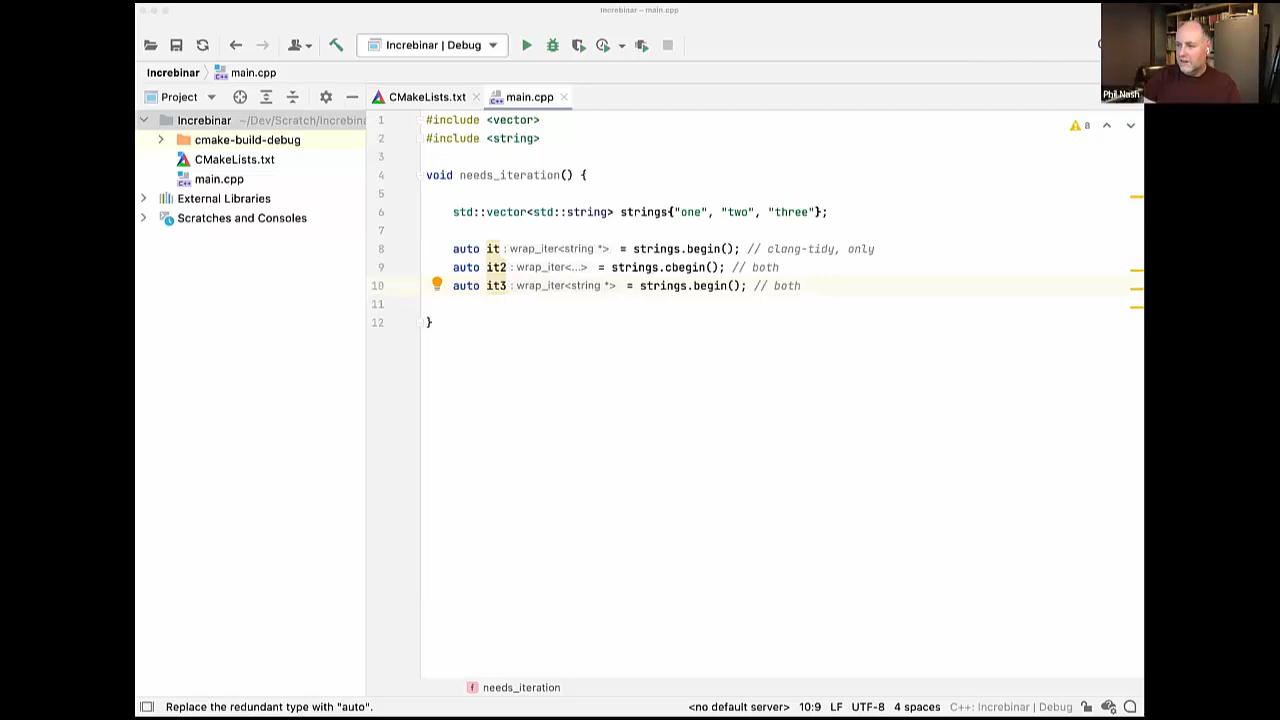 Increbinar – main.cpp
Increbinar | Debug
Increbinar
main.cpp
Phil Nash
Project
CMakeLists.txt
main.cpp
Increbinar ~/Dev/Scratch/Increbina
cmake-build-debug
CMakeLists.txt
main.cpp
External Libraries
Scratches and Consoles
8
1 #include <vector>
2 #include <string>
3
4 void needs_iteration() {
5
6 std::vector<std::string> strings{"one", "two", "three"};
7
8 auto it : wrap_iter<string *> = strings.begin(); // clang-tidy, only
9 auto it2 : wrap_iter<...> = strings.cbegin(); // both
10 auto it3 : wrap_iter<string *> = strings.begin(); // both
11
12 }
f needs_iteration
Replace the redundant type with "auto". <no default server> 10:9 LF UTF-8 4 spaces C++: Increbinar | Debug